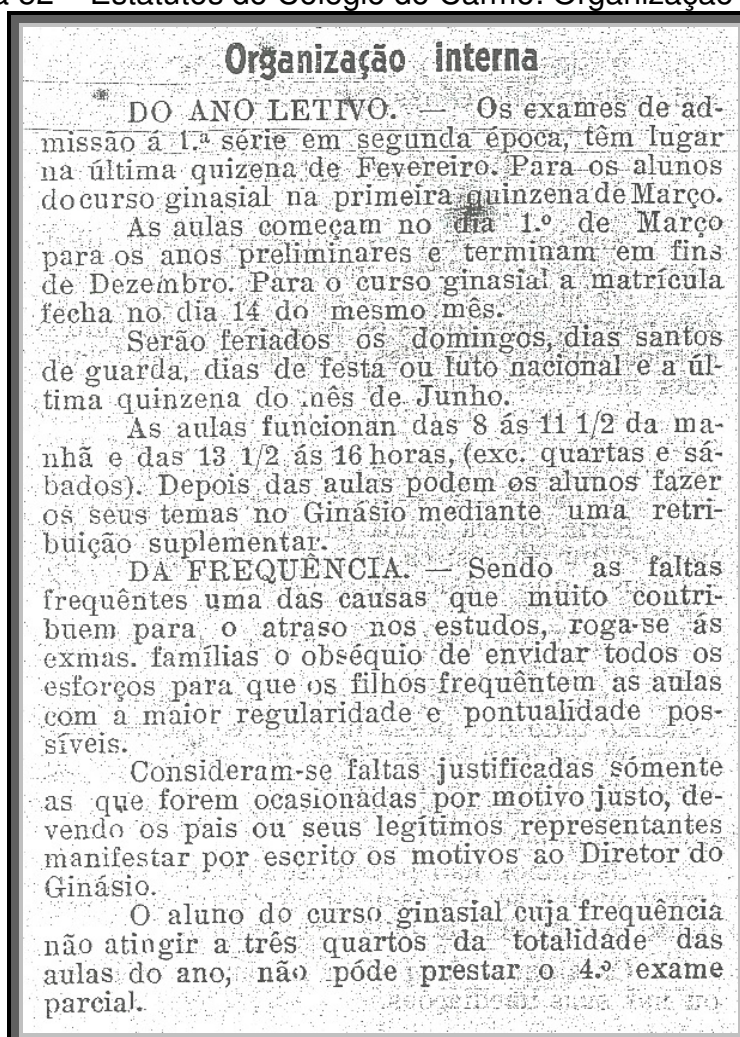 a 52 – Estatutos do Colégio do Carmo: Organização
Organização interna
DO ANO LETIVO. — Os exames de ad-
missão á 1.ª série em segunda época, têm lugar
na última quizena de Fevereiro. Para os alunos
do curso ginasial na primeira quinzena de Março.
As aulas começam no dia 1.º de Março
para os anos preliminares e terminam em fins
de Dezembro. Para o curso ginasial a matrícula
fecha no dia 14 do mesmo mês.
Serão feriados os domingos, dias santos
de guarda, dias de festa ou luto nacional e a úl-
tima quinzena do mês de Junho.
As aulas funcionan das 8 ás 11 1/2 da ma-
nhã e das 13 1/2 ás 16 horas, (exc. quartas e sá-
bados). Depois das aulas podem os alunos fazer
os seus temas no Ginásio mediante uma retri-
buição suplementar.
DA FREQUÊNCIA. — Sendo as faltas
frequêntes uma das causas que muito contri-
buem para o atraso nos estudos, roga-se ás
exmas. famílias o obséquio de envidar todos os
esforços para que os filhos frequêntem as aulas
com a maior regularidade e pontualidade pos-
síveis.
Consideram-se faltas justificadas sómente
as que forem ocasionadas por motivo justo, de-
vendo os pais ou seus legítimos representantes
manifestar por escrito os motivos ao Diretor do
Ginásio.
O aluno do curso ginasial cuja frequência
não atingir a três quartos da totalidade das
aulas do ano, não póde prestar o 4.º exame
parcial.